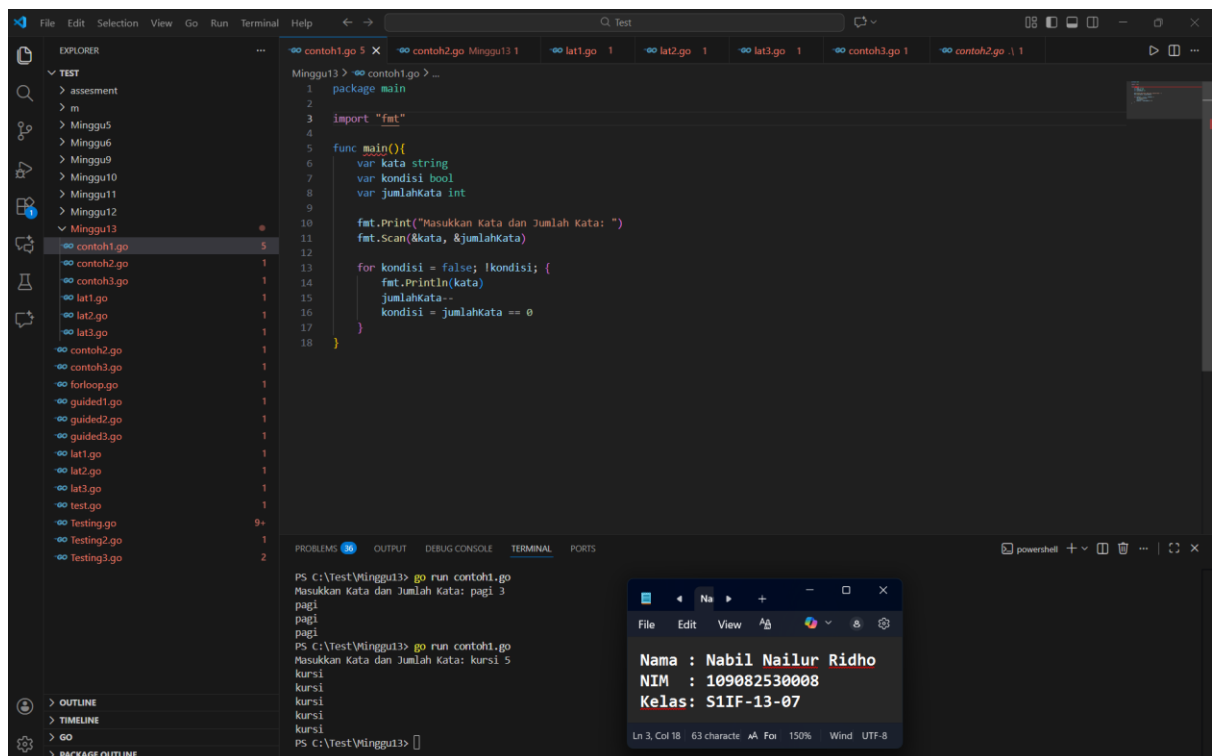 File Edit Selection View Go Run Terminal Help
Test
EXPLORER
TEST
assesment
m
Minggu5
Minggu6
Minggu9
Minggu10
Minggu11
Minggu12
Minggu13
contoh1.go 5
contoh2.go 1
contoh3.go 1
lat1.go 1
lat2.go 1
lat3.go 1
contoh2.go 1
contoh3.go 1
forloop.go 1
guided1.go 1
guided2.go 1
guided3.go 1
lat1.go 1
lat2.go 1
lat3.go 1
test.go 1
Testing.go 9+
Testing2.go 1
Testing3.go 2
OUTLINE
TIMELINE
GO
PACKAGE OUTLINE
1
contoh1.go 5 contoh2.go Minggu13 1 lat1.go 1 lat2.go 1 lat3.go 1 contoh3.go 1 contoh2.go .\ 1
Minggu13 > contoh1.go > ...
1 package main
2
3 import "fmt"
4
5 func main(){
6 var kata string
7 var kondisi bool
8 var jumlahKata int
9
10 fmt.Print("Masukkan Kata dan Jumlah Kata: ")
11 fmt.Scan(&kata, &jumlahKata)
12
13 for kondisi = false; !kondisi; {
14 fmt.Println(kata)
15 jumlahKata--
16 kondisi = jumlahKata == 0
17 }
18 }
PROBLEMS 36 OUTPUT DEBUG CONSOLE TERMINAL PORTS
powershell
PS C:\Test\Minggu13> go run contoh1.go
Masukkan Kata dan Jumlah Kata: pagi 3
pagi
pagi
pagi
PS C:\Test\Minggu13> go run contoh1.go
Masukkan Kata dan Jumlah Kata: kursi 5
kursi
kursi
kursi
kursi
kursi
PS C:\Test\Minggu13>
Na
File Edit View
Nama : Nabil Nailur Ridho
NIM : 109082530008
Kelas: S1IF-13-07
Ln 3, Col 18 63 characte For 150% Wind UTF-8